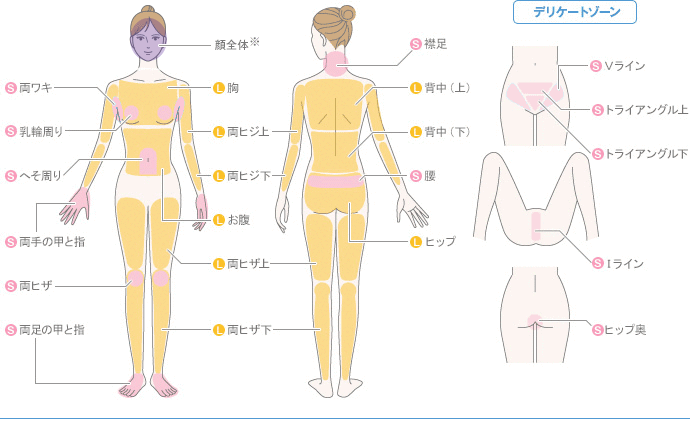 デリケートゾーン
顔全体※
S 両ワキ
S 乳輪周り
S へそ周り
S 両手の甲と指
S 両ヒザ
S 両足の甲と指
L 胸
L 両ヒジ上
L 両ヒジ下
L お腹
L 両ヒザ上
L 両ヒザ下
S 襟足
L 背中（上）
L 背中（下）
S 腰
L ヒップ
S Vライン
S トライアングル上
S トライアングル下
S Iライン
S ヒップ奥